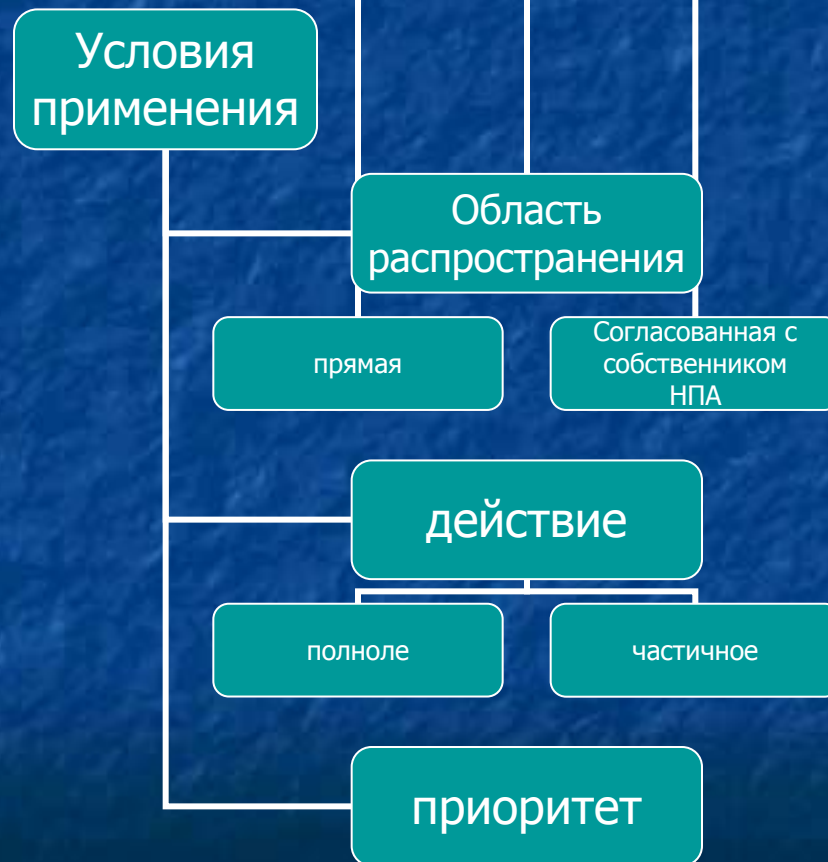 Условия
применения
Область
распространения
прямая
Согласованная с
собственником
НПА
действие
полноле
частичное
приоритет